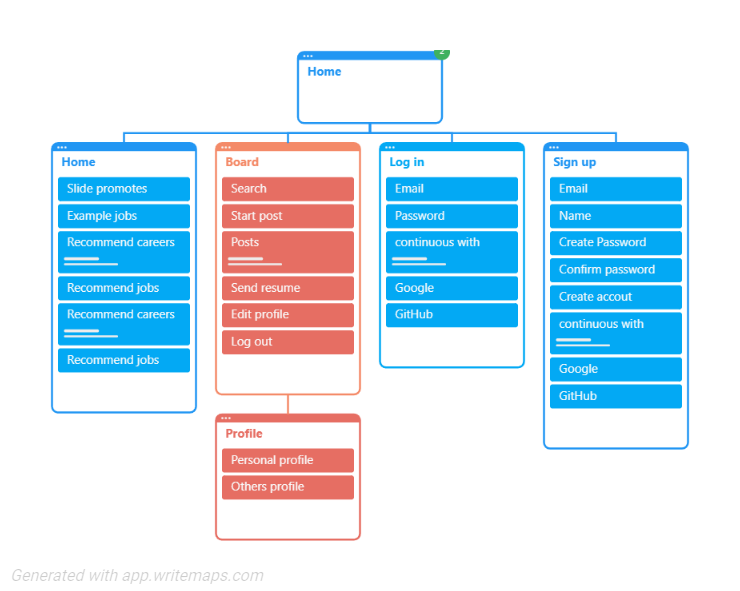 2
Home
Home
Slide promotes
Example jobs
Recommend careers
Recommend jobs
Recommend careers
Recommend jobs
Board
Search
Start post
Posts
Send resume
Edit profile
Log out
Log in
Email
Password
continuous with
Google
GitHub
Sign up
Email
Name
Create Password
Confirm password
Create accout
continuous with
Google
GitHub
Profile
Personal profile
Others profile
Generated with app.writemaps.com